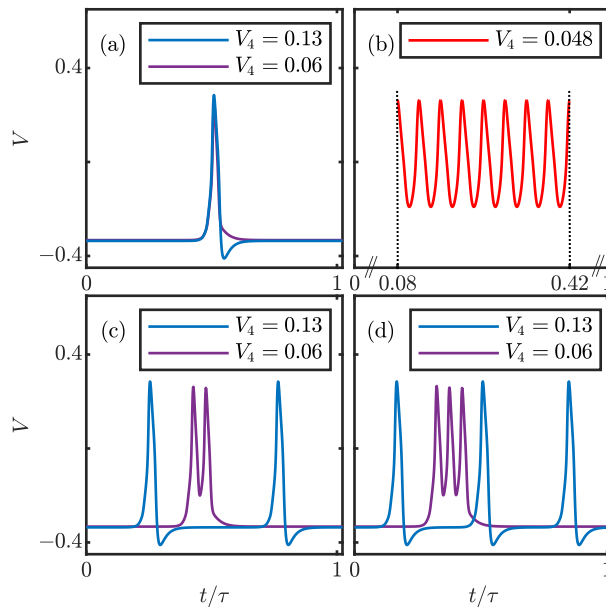 (a)
V₄ = 0.13
V₄ = 0.06
(b)
V₄ = 0.048
V
0.4
−0.4
0
1
0
//
0.08
0.42
//
1
(c)
V₄ = 0.13
V₄ = 0.06
(d)
V₄ = 0.13
V₄ = 0.06
V
0.4
−0.4
0
1
0
1
t/τ
t/τ